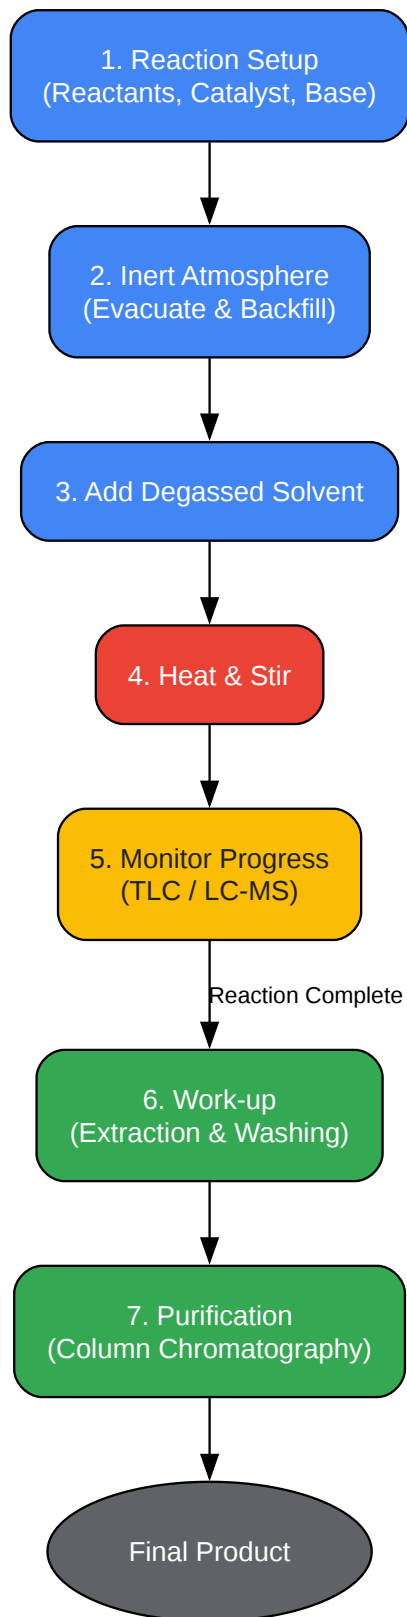 1. Reaction Setup
(Reactants, Catalyst, Base)
2. Inert Atmosphere
(Evacuate & Backfill)
3. Add Degassed Solvent
4. Heat & Stir
5. Monitor Progress
(TLC / LC-MS)
Reaction Complete
6. Work-up
(Extraction & Washing)
7. Purification
(Column Chromatography)
Final Product